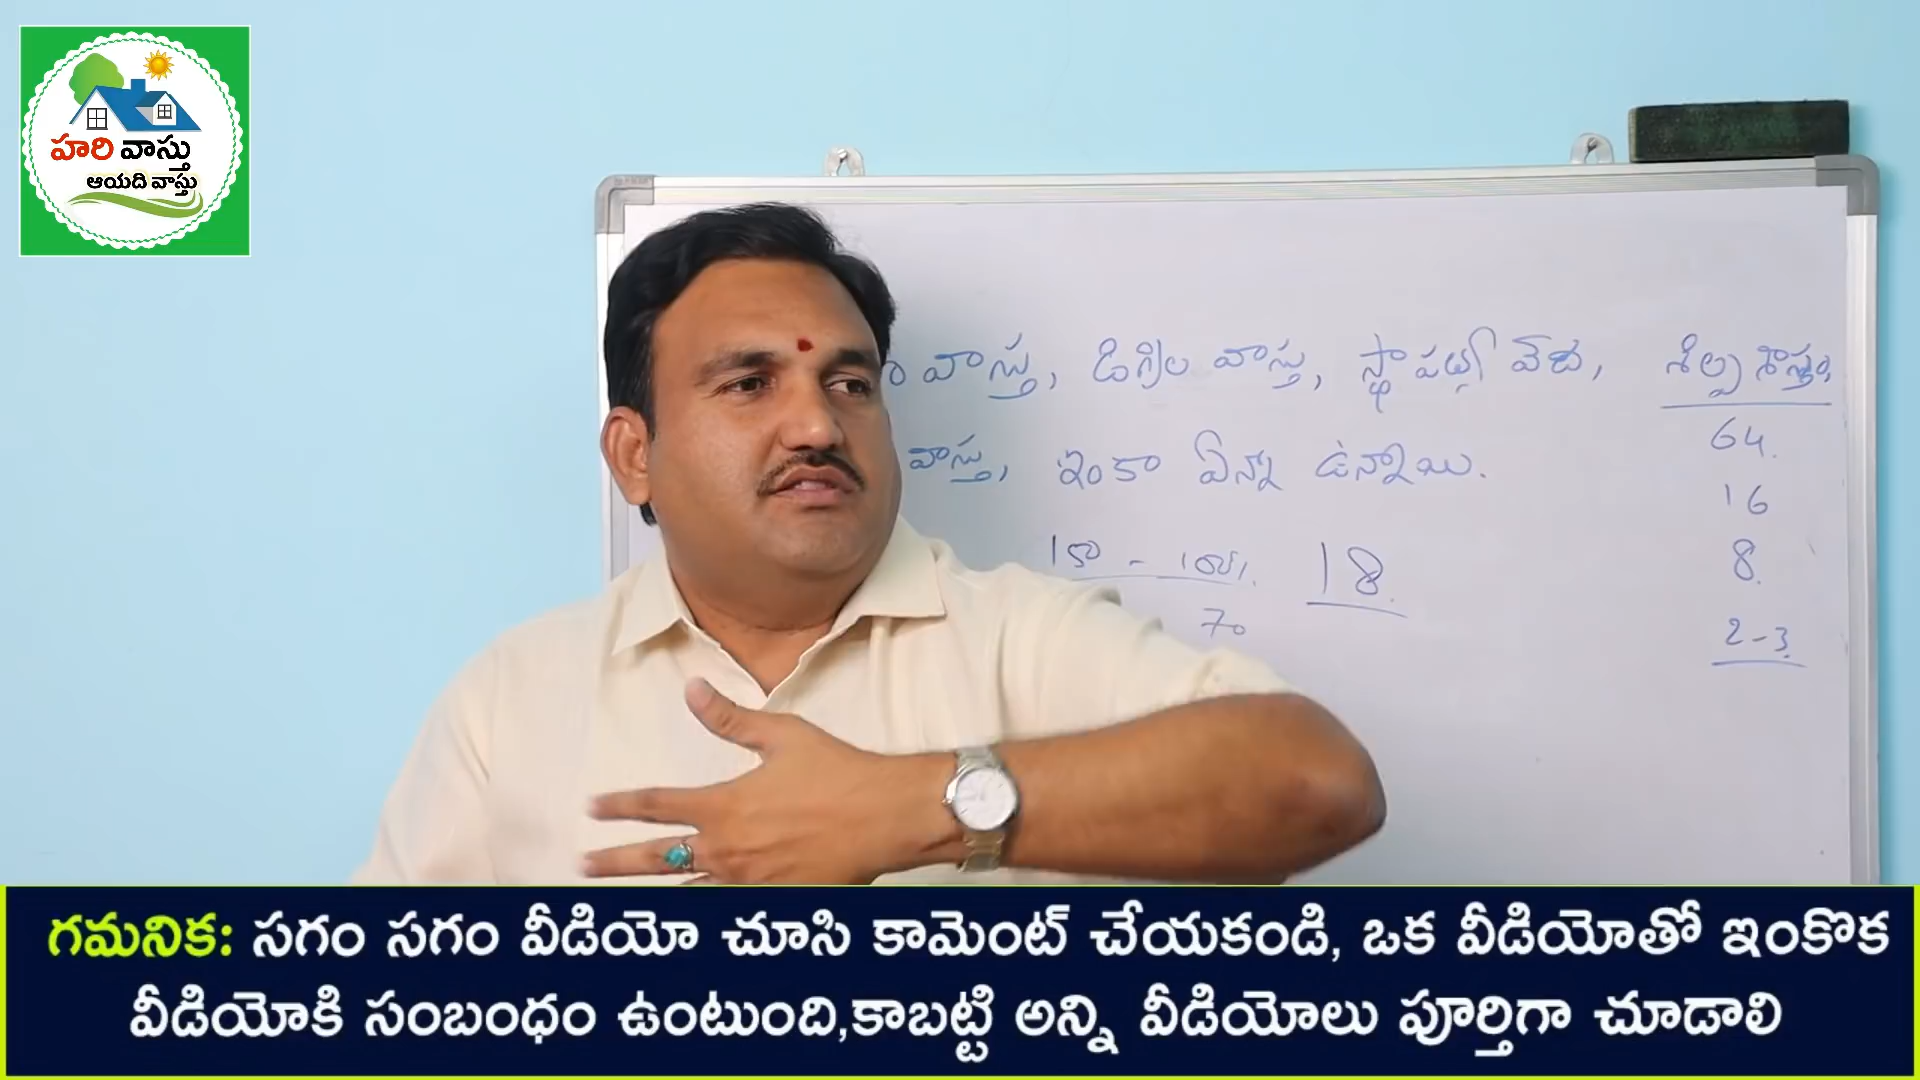 హరి వాస్తు
ఆయది వాస్తు
వాస్తు, డిగ్రీల వాస్తు, స్థాపత్య వేద, శిల్ప శాస్త్రం,
వాస్తు, ఇంకా ఏన్నో ఉన్నాయి.
64.
16
8.
2-3.
150 - 18.
70
గమనిక: సగం సగం వీడియో చూసి కామెంట్ చేయకండి, ఒక వీడియోతో ఇంకొక
వీడియోకి సంబంధం ఉంటుంది,కాబట్టి అన్ని వీడియోలు పూర్తిగా చూడాలి